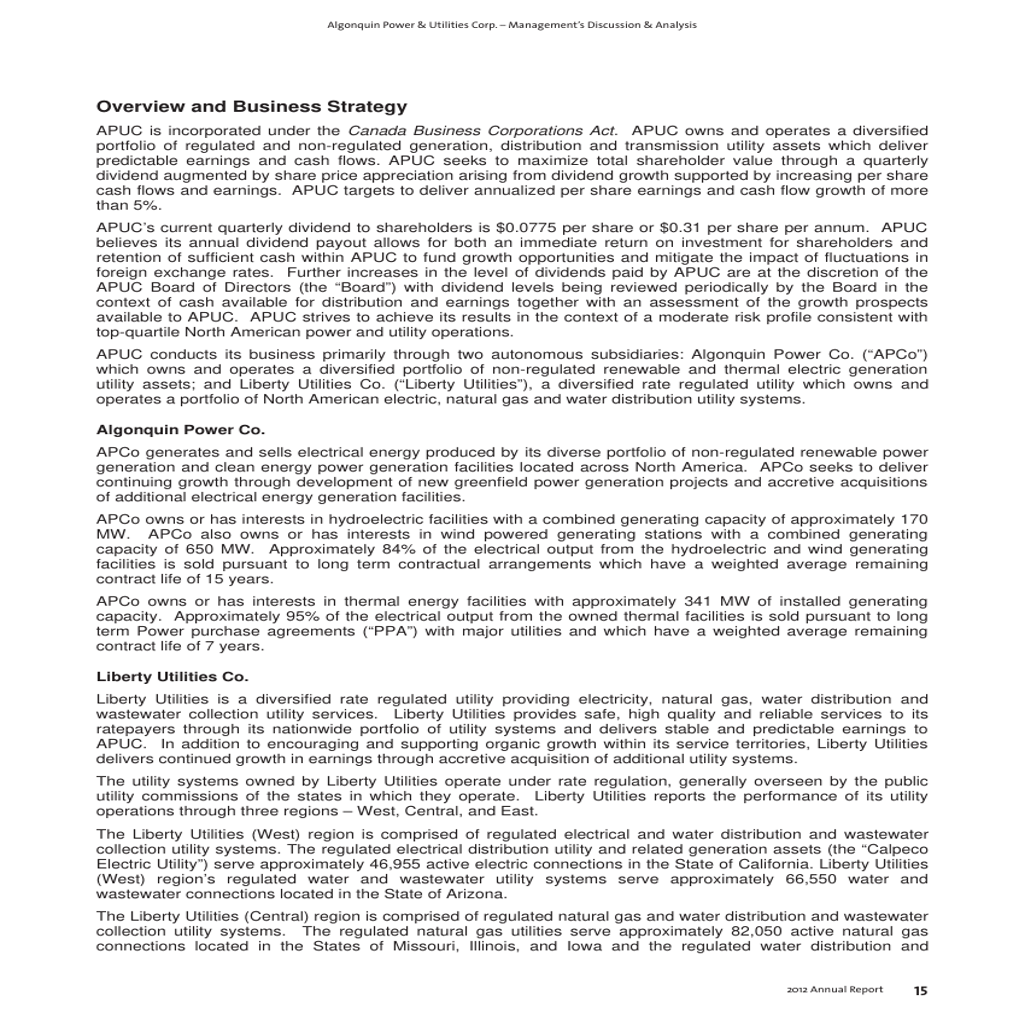 Algonquin Power & Utilities Corp. – Management's Discussion & Analysis
Overview and Business Strategy
APUC is incorporated under the Canada Business Corporations Act. APUC owns and operates a diversified
portfolio of regulated and non-regulated generation, distribution and transmission utility assets which deliver
predictable earnings and cash flows. APUC seeks to maximize total shareholder value through a quarterly
dividend augmented by share price appreciation arising from dividend growth supported by increasing per share
cash flows and earnings. APUC targets to deliver annualized per share earnings and cash flow growth of more
than 5%.
APUC's current quarterly dividend to shareholders is $0.0775 per share or $0.31 per share per annum. APUC
believes its annual dividend payout allows for both an immediate return on investment for shareholders and
retention of sufficient cash within APUC to fund growth opportunities and mitigate the impact of fluctuations in
foreign exchange rates. Further increases in the level of dividends paid by APUC are at the discretion of the
APUC Board of Directors (the “Board”) with dividend levels being reviewed periodically by the Board in the
context of cash available for distribution and earnings together with an assessment of the growth prospects
available to APUC. APUC strives to achieve its results in the context of a moderate risk profile consistent with
top-quartile North American power and utility operations.
APUC conducts its business primarily through two autonomous subsidiaries: Algonquin Power Co. (“APCo”)
which owns and operates a diversified portfolio of non-regulated renewable and thermal electric generation
utility assets; and Liberty Utilities Co. (“Liberty Utilities”), a diversified rate regulated utility which owns and
operates a portfolio of North American electric, natural gas and water distribution utility systems.
Algonquin Power Co.
APCo generates and sells electrical energy produced by its diverse portfolio of non-regulated renewable power
generation and clean energy power generation facilities located across North America. APCo seeks to deliver
continuing growth through development of new greenfield power generation projects and accretive acquisitions
of additional electrical energy generation facilities.
APCo owns or has interests in hydroelectric facilities with a combined generating capacity of approximately 170
MW. APCo also owns or has interests in wind powered generating stations with a combined generating
capacity of 650 MW. Approximately 84% of the electrical output from the hydroelectric and wind generating
facilities is sold pursuant to long term contractual arrangements which have a weighted average remaining
contract life of 15 years.
APCo owns or has interests in thermal energy facilities with approximately 341 MW of installed generating
capacity. Approximately 95% of the electrical output from the owned thermal facilities is sold pursuant to long
term Power purchase agreements (“PPA”) with major utilities and which have a weighted average remaining
contract life of 7 years.
Liberty Utilities Co.
Liberty Utilities is a diversified rate regulated utility providing electricity, natural gas, water distribution and
wastewater collection utility services. Liberty Utilities provides safe, high quality and reliable services to its
ratepayers through its nationwide portfolio of utility systems and delivers stable and predictable earnings to
APUC. In addition to encouraging and supporting organic growth within its service territories, Liberty Utilities
delivers continued growth in earnings through accretive acquisition of additional utility systems.
The utility systems owned by Liberty Utilities operate under rate regulation, generally overseen by the public
utility commissions of the states in which they operate. Liberty Utilities reports the performance of its utility
operations through three regions – West, Central, and East.
The Liberty Utilities (West) region is comprised of regulated electrical and water distribution and wastewater
collection utility systems. The regulated electrical distribution utility and related generation assets (the “Calpeco
Electric Utility”) serve approximately 46,955 active electric connections in the State of California. Liberty Utilities
(West) region's regulated water and wastewater utility systems serve approximately 66,550 water and
wastewater connections located in the State of Arizona.
The Liberty Utilities (Central) region is comprised of regulated natural gas and water distribution and wastewater
collection utility systems. The regulated natural gas utilities serve approximately 82,050 active natural gas
connections located in the States of Missouri, Illinois, and Iowa and the regulated water distribution and
2012 Annual Report 15